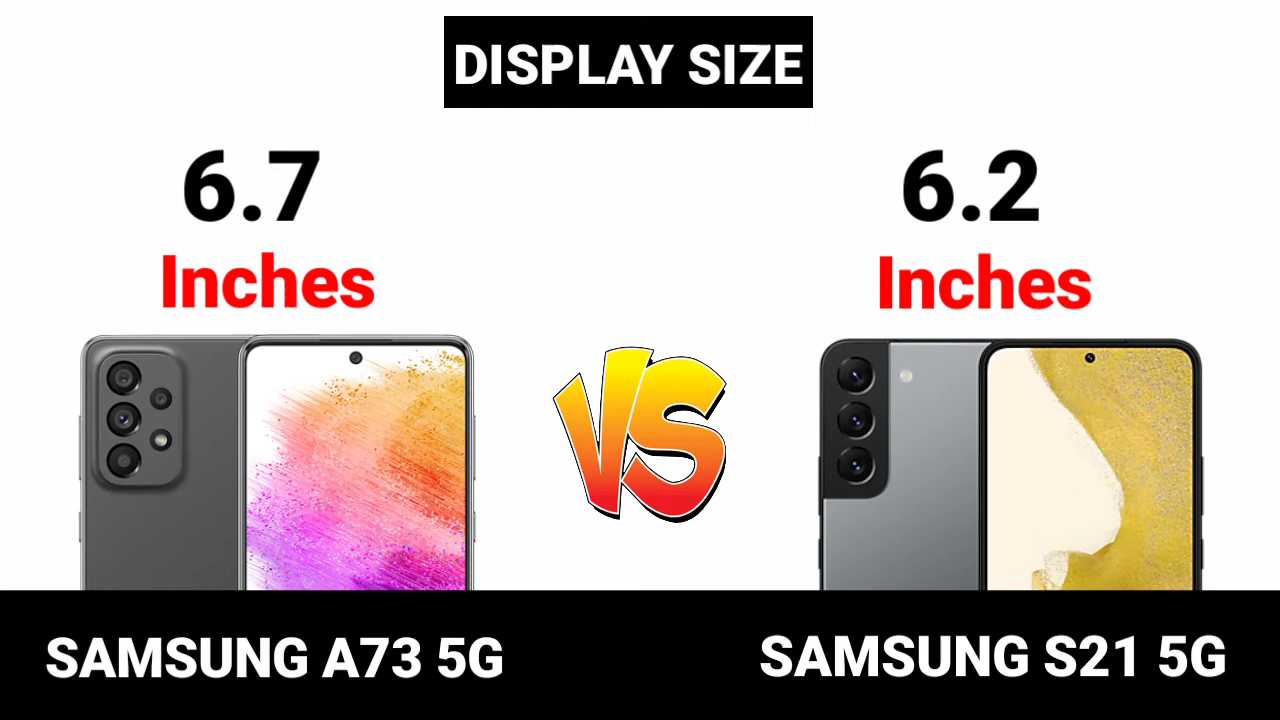 DISPLAY SIZE
6.7
Inches
6.2
Inches
VS
SAMSUNG A73 5G
SAMSUNG S21 5G